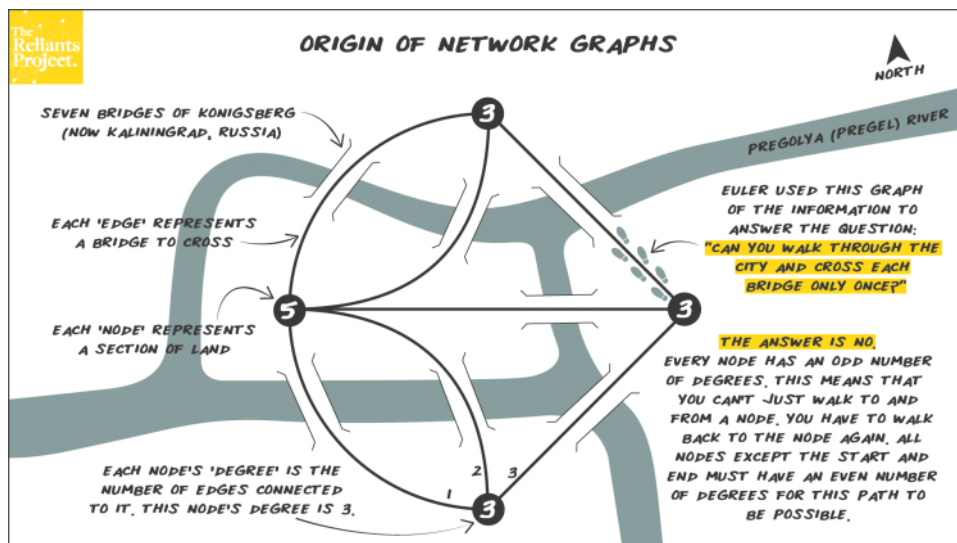 The
Reliants
Project.
ORIGIN OF NETWORK GRAPHS
NORTH
SEVEN BRIDGES OF KONIGSBERG
(NOW KALININGRAD, RUSSIA)
3
PREGOLYA (PREGEL) RIVER
EACH 'EDGE' REPRESENTS
A BRIDGE TO CROSS
EULER USED THIS GRAPH
OF THE INFORMATION TO
ANSWER THE QUESTION:
"CAN YOU WALK THROUGH THE
CITY AND CROSS EACH
BRIDGE ONLY ONCE?"
5
3
EACH 'NODE' REPRESENTS
A SECTION OF LAND
THE ANSWER IS NO.
EVERY NODE HAS AN ODD NUMBER
OF DEGREES. THIS MEANS THAT
YOU CAN'T JUST WALK TO AND
FROM A NODE. YOU HAVE TO WALK
BACK TO THE NODE AGAIN. ALL
NODES EXCEPT THE START AND
END MUST HAVE AN EVEN NUMBER
OF DEGREES FOR THIS PATH TO
BE POSSIBLE.
EACH NODE'S 'DEGREE' IS THE
NUMBER OF EDGES CONNECTED
TO IT. THIS NODE'S DEGREE IS 3.
1
2
3
3